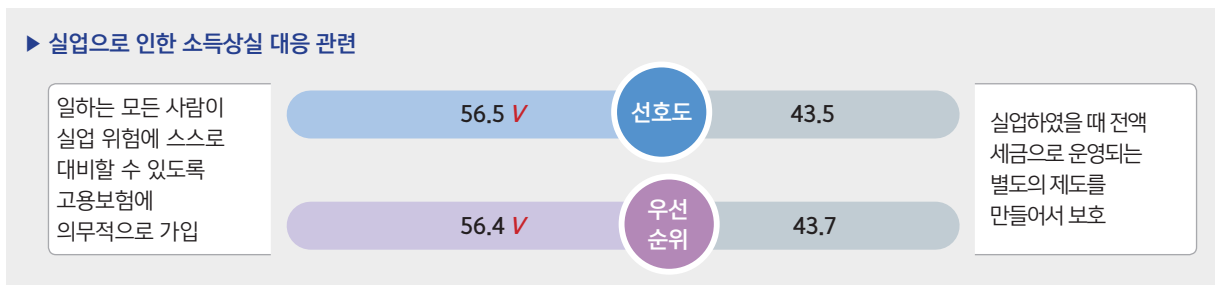 ▶ 실업으로 인한 소득상실 대응 관련
일하는 모든 사람이
실업 위험에 스스로
대비할 수 있도록
고용보험에
의무적으로 가입
56.5 V
선호도
43.5
56.4 V
우선
순위
43.7
실업하였을 때 전액
세금으로 운영되는
별도의 제도를
만들어서 보호